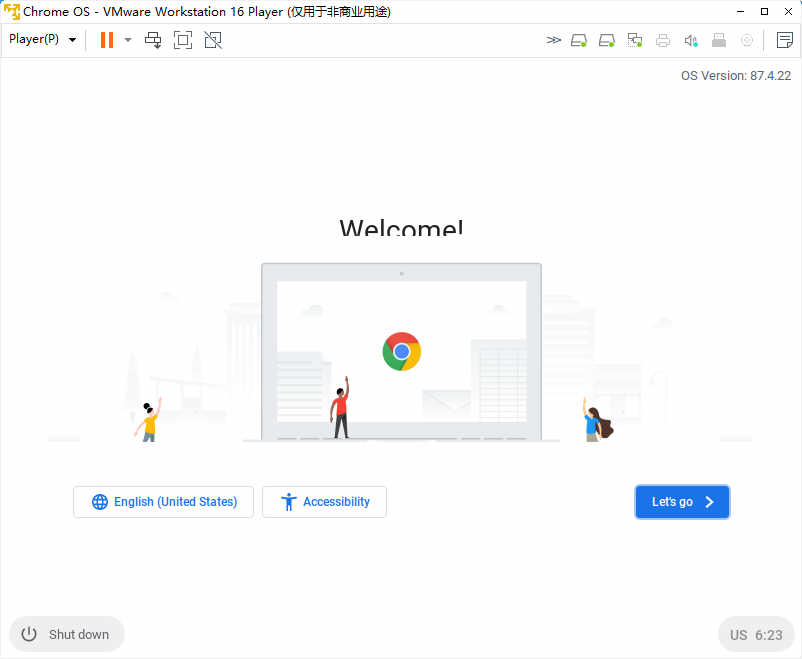 Chrome OS - VMware Workstation 16 Player (仅用于非商业用途)
Player(P)
OS Version: 87.4.22
Welcome!
English (United States)
Accessibility
Let's go
Shut down
US 6:23